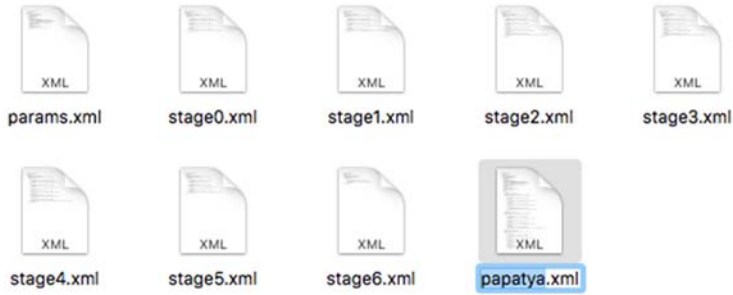 XML XML XML XML XML
params.xml stage0.xml stage1.xml stage2.xml stage3.xml
XML XML XML XML
stage4.xml stage5.xml stage6.xml papatya.xml